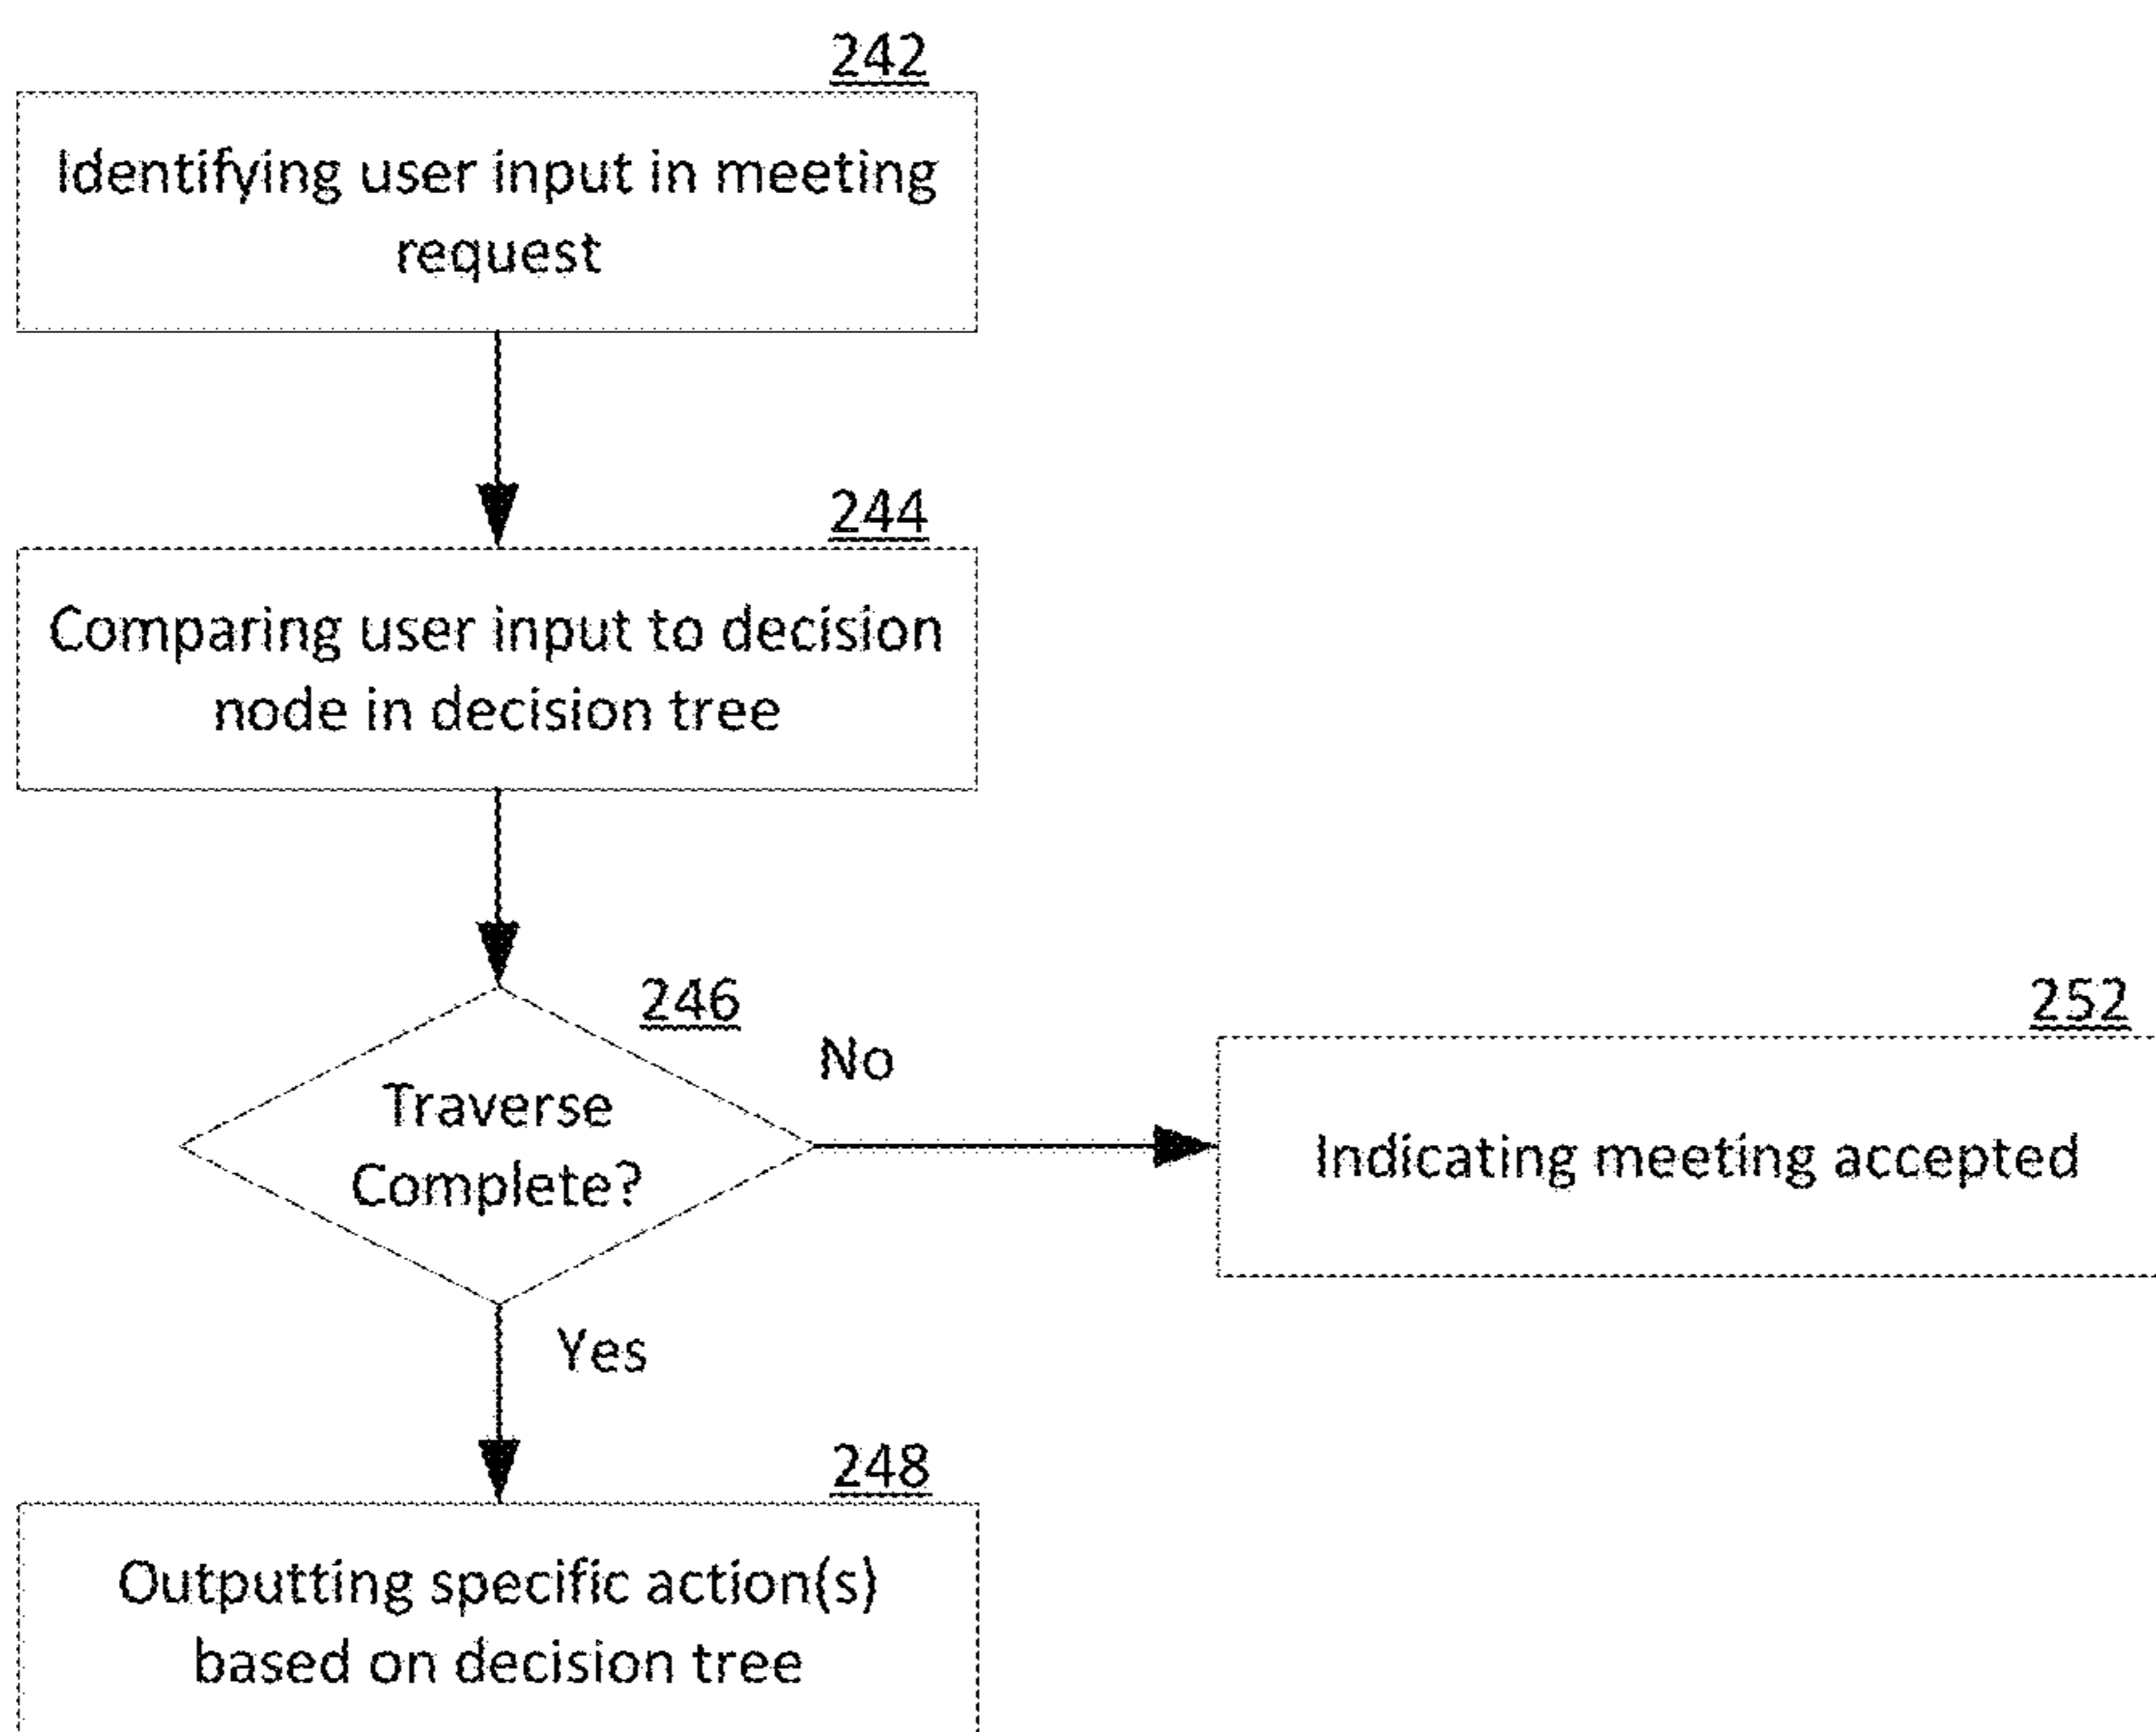 242
Identifying user input in meeting
request
244
Comparing user input to decision
node in decision tree
246
Traverse
Complete?
No
252
Indicating meeting accepted
Yes
248
Outputting specific action(s)
based on decision tree